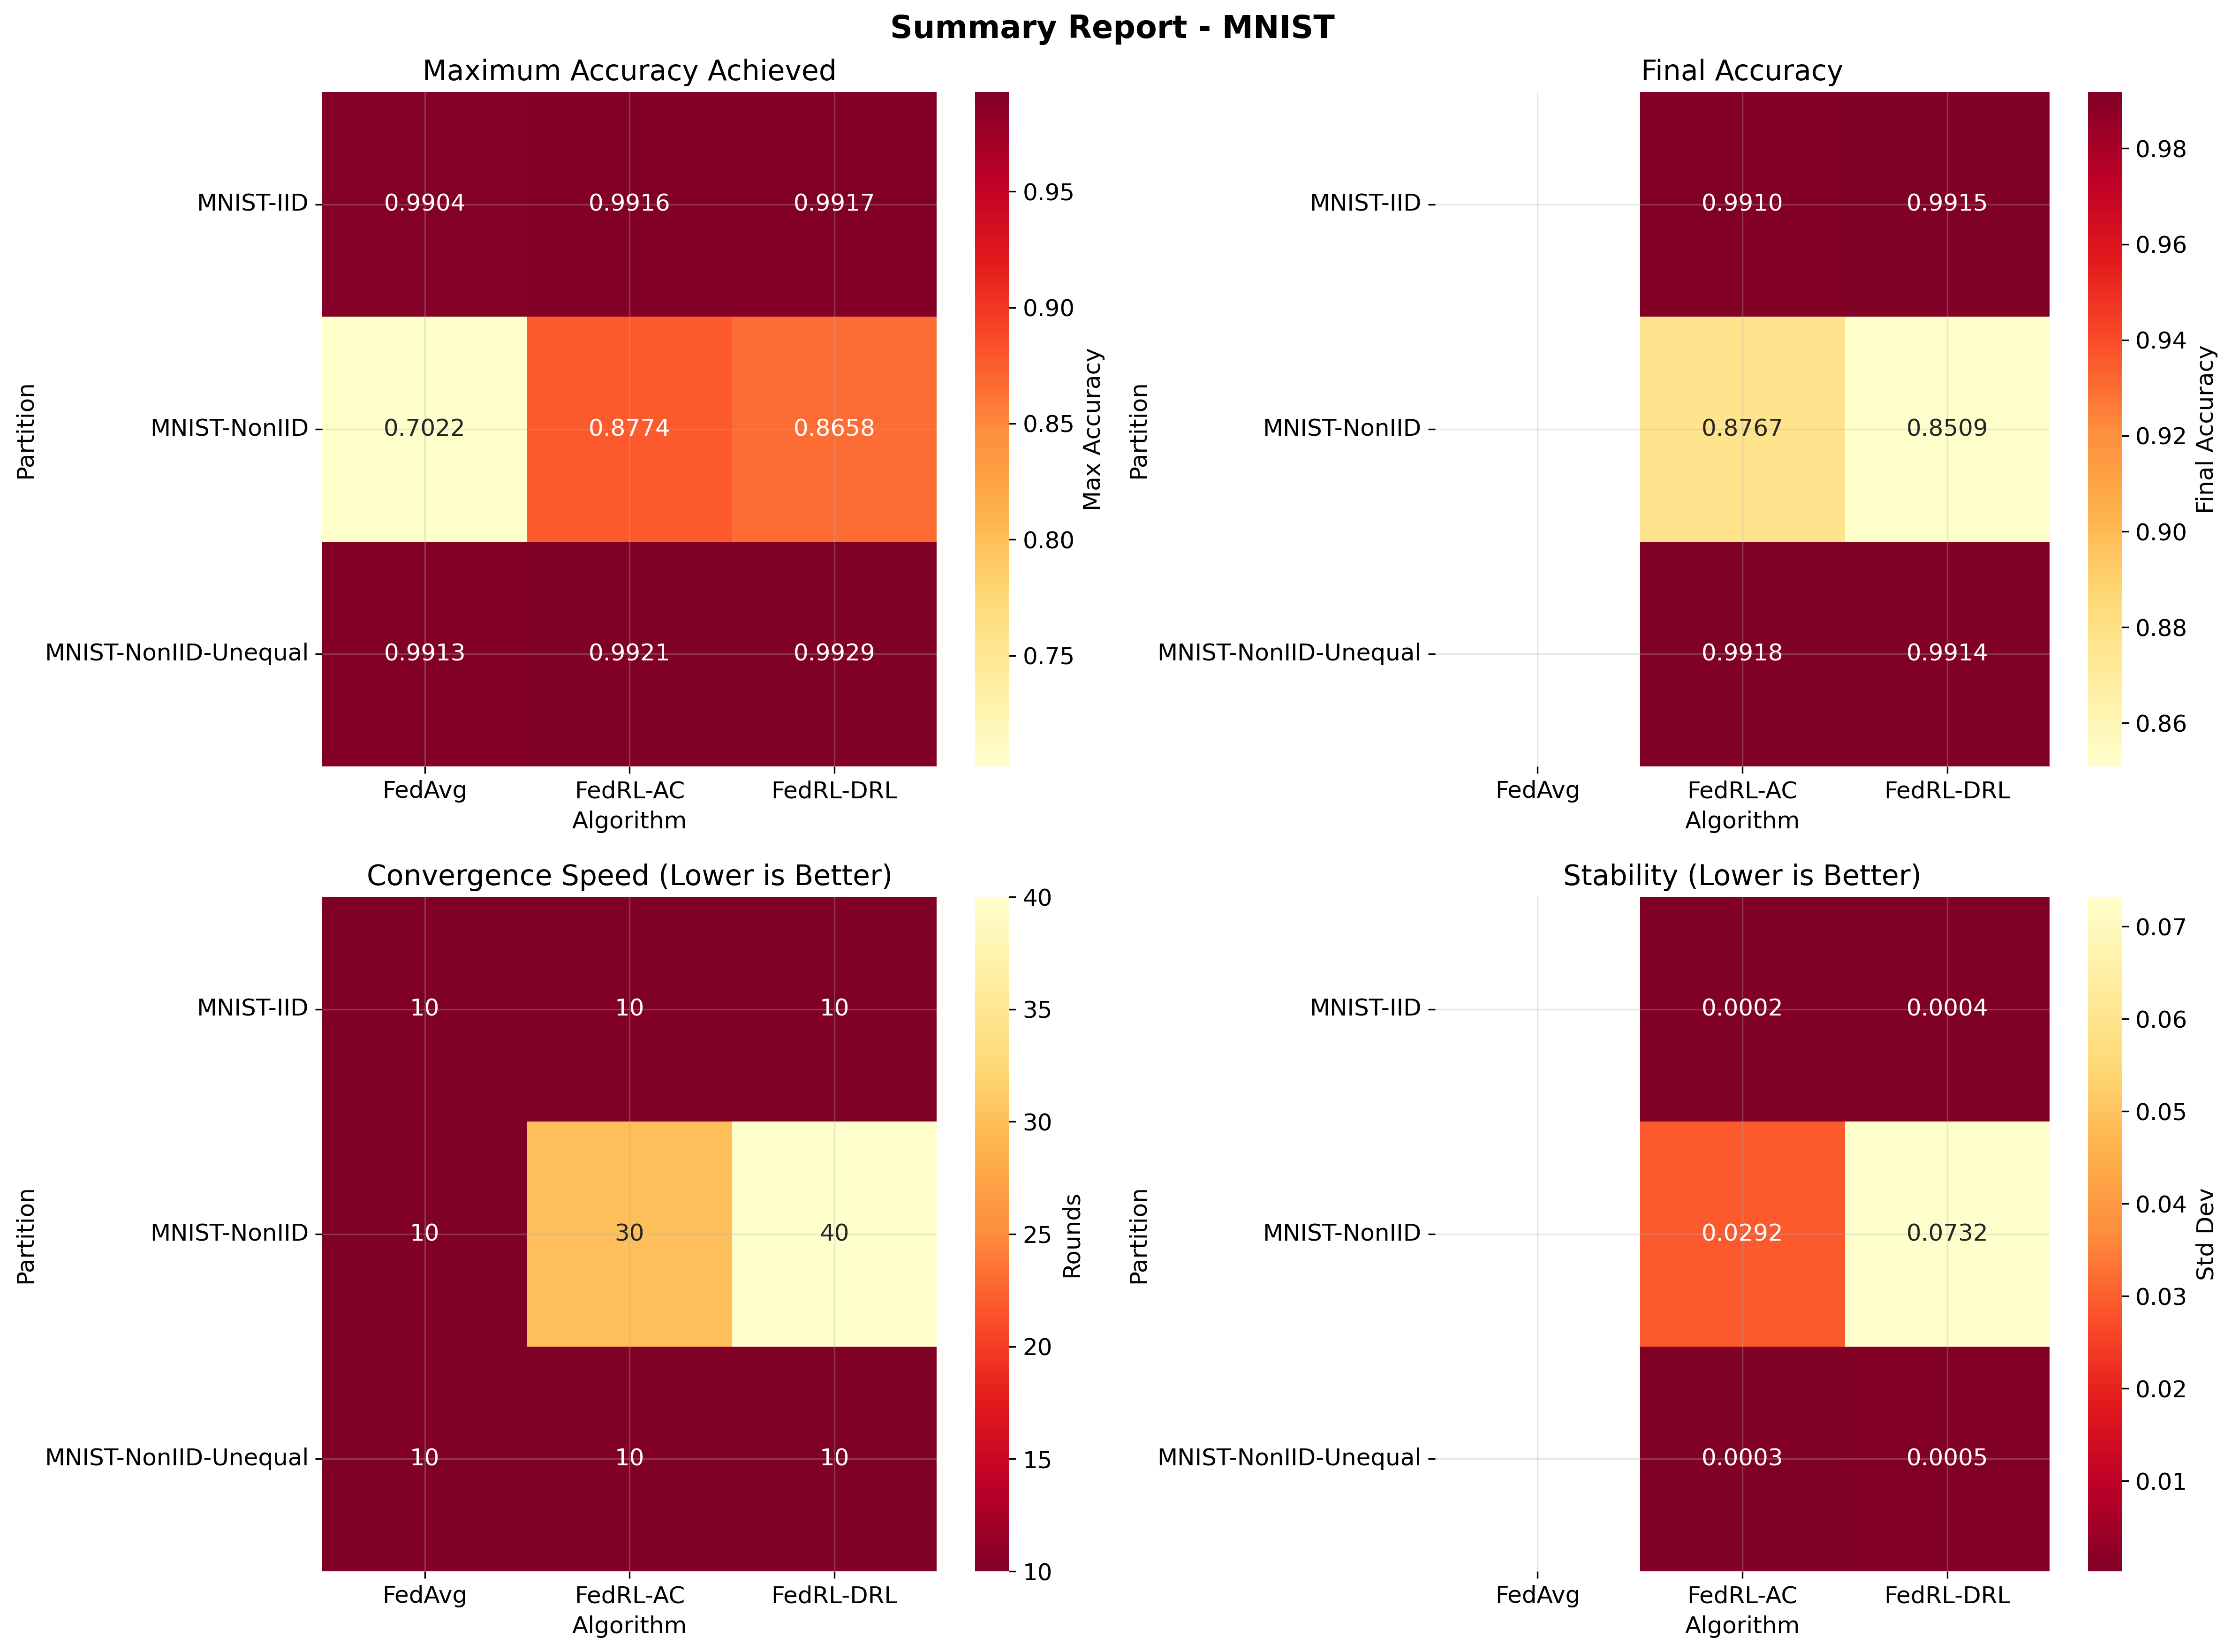 Summary Report - MNIST
Maximum Accuracy Achieved
Partition
MNIST-IID
0.9904 0.9916 0.9917
MNIST-NonIID
0.7022 0.8774 0.8658
MNIST-NonIID-Unequal
0.9913 0.9921 0.9929
FedAvg FedRL-AC FedRL-DRL
Algorithm
0.95
0.90
0.85
0.80
0.75
Max Accuracy
Final Accuracy
Partition
MNIST-IID
0.9910 0.9915
MNIST-NonIID
0.8767 0.8509
MNIST-NonIID-Unequal
0.9918 0.9914
FedAvg FedRL-AC FedRL-DRL
Algorithm
0.98
0.96
0.94
0.92
0.90
0.88
0.86
Final Accuracy
Convergence Speed (Lower is Better)
Partition
MNIST-IID
10 10 10
MNIST-NonIID
10 30 40
MNIST-NonIID-Unequal
10 10 10
FedAvg FedRL-AC FedRL-DRL
Algorithm
40
35
30
25
20
15
10
Rounds
Stability (Lower is Better)
Partition
MNIST-IID
0.0002 0.0004
MNIST-NonIID
0.0292 0.0732
MNIST-NonIID-Unequal
0.0003 0.0005
FedAvg FedRL-AC FedRL-DRL
Algorithm
0.07
0.06
0.05
0.04
0.03
0.02
0.01
Std Dev